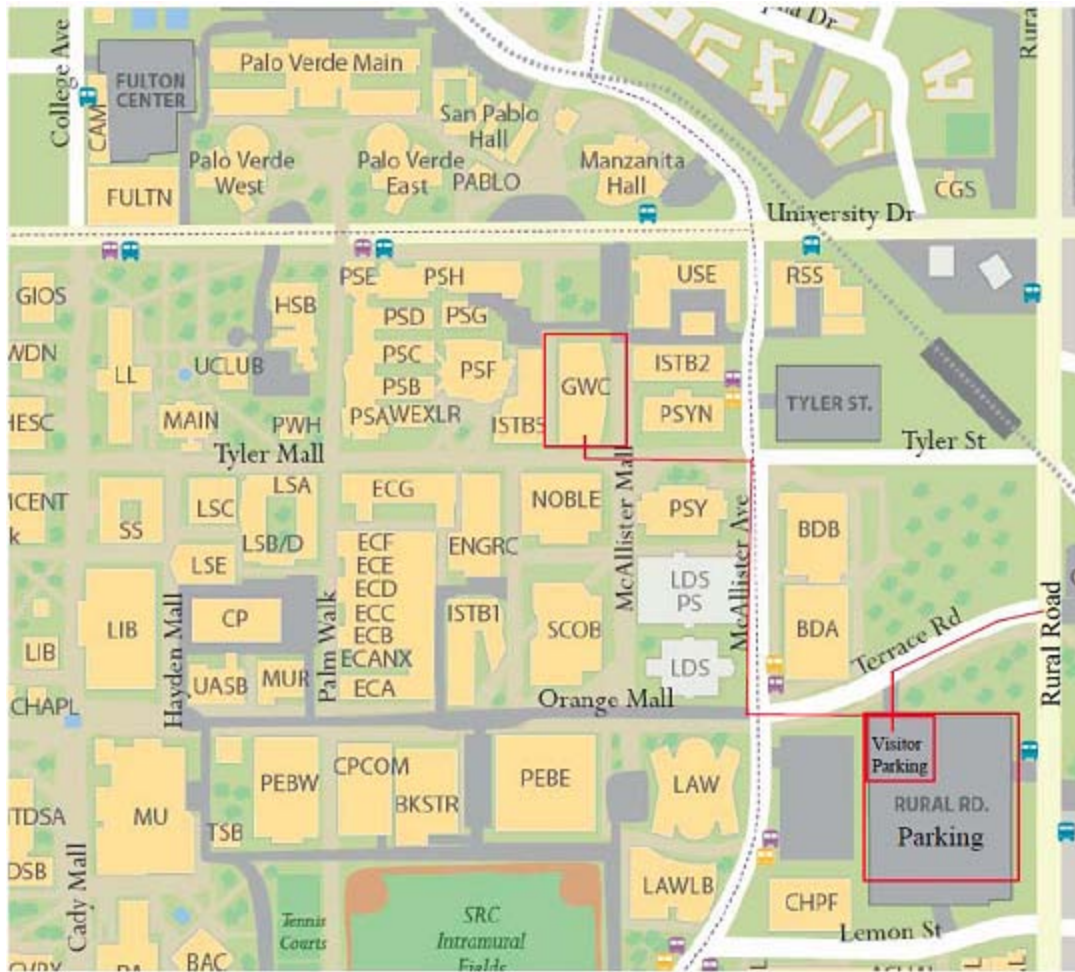 College Ave
CAM
FULTON
CENTER
FULTN
Palo Verde Main
San Pablo
Hall
Palo Verde
West
Palo Verde
East
PABLO
Manzanita
Hall
CGS
University Dr
GIOS
LL
HSB
UCLUB
MAIN
PWH
PSE
PSH
PSD
PSG
PSC
PSF
PSB
PSA
WEXLR
ISTB5
GWC
USE
RSS
ISTB2
PSYN
TYLER ST.
Tyler Mall
Tyler St
McAllister Mall
McAllister Ave
SS
LSC
LSA
LSB/D
LSE
ECG
NOBLE
PSY
BDB
ECF
ECE
ECD
ECC
ECB
ECANX
ECA
ENGRC
ISTB1
SCOB
LDS
PS
LDS
BDA
Terrace Rd
Rural Road
LIB
LIB
CP
Hayden Mall
UASB
MUR
Palm Walk
CHAPL
Orange Mall
Visitor
Parking
RURAL RD.
Parking
MU
TSB
PEBW
CPCOM
BKSTR
PEBE
LAW
LAWLB
CHPF
Lemon St
Cady Mall
BAC
Tennis
Courts
SRC
Intramural
Fields